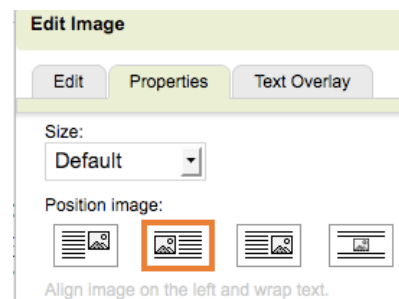 Edit Image
Edit Properties Text Overlay
Size:
Default
Position image:
Align image on the left and wrap text.